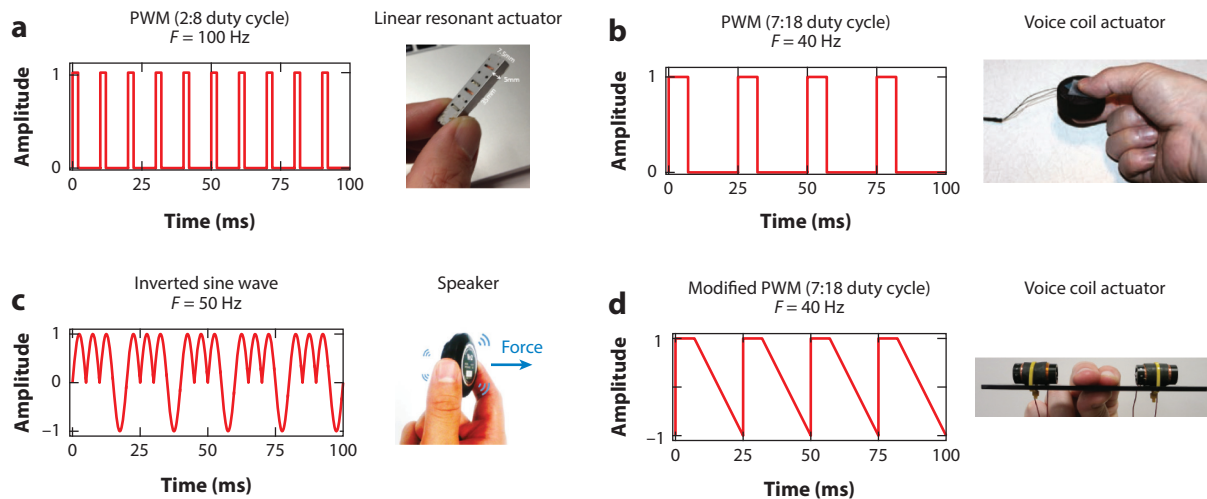 a
PWM (2:8 duty cycle)
F = 100 Hz
Linear resonant actuator
Amplitude
1
0
0
25
50
75
100
Time (ms)
7.5mm
5mm
b
PWM (7:18 duty cycle)
F = 40 Hz
Voice coil actuator
Amplitude
1
0
0
25
50
75
100
Time (ms)
c
Inverted sine wave
F = 50 Hz
Speaker
Amplitude
1
0
−1
0
25
50
75
100
Time (ms)
Force
d
Modified PWM (7:18 duty cycle)
F = 40 Hz
Voice coil actuator
Amplitude
1
−1
0
25
50
75
100
Time (ms)